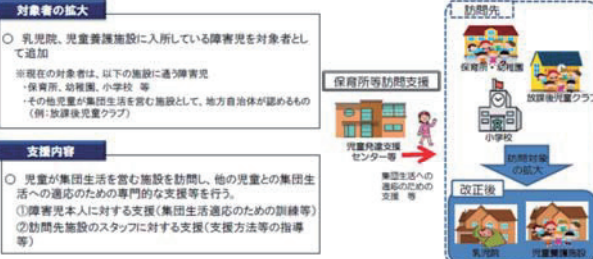 対象者の拡大
○ 乳児院、児童養護施設に入所している障害児を対象者とし
て追加
※現在の対象者は、以下の施設に通う障害児
・保育所、幼稚園、小学校 等
・その他児童が集団生活を営む施設として、地方自治体が認めるもの
(例:放課後児童クラブ)
支援内容
○ 児童が集団生活を営む施設を訪問し、他の児童との集団生
活への適応のための専門的な支援等を行う。
①障害児本人に対する支援(集団生活適応のための訓練等)
②訪問先施設のスタッフに対する支援(支援方法等の指導
等)
保育所等訪問支援
児童発達支援
センター等
集団生活への
適応のための
支援 等
訪問先
保育所・幼稚園
放課後児童クラブ
小学校
訪問対象
の拡大
改正後
乳児院
児童養護施設